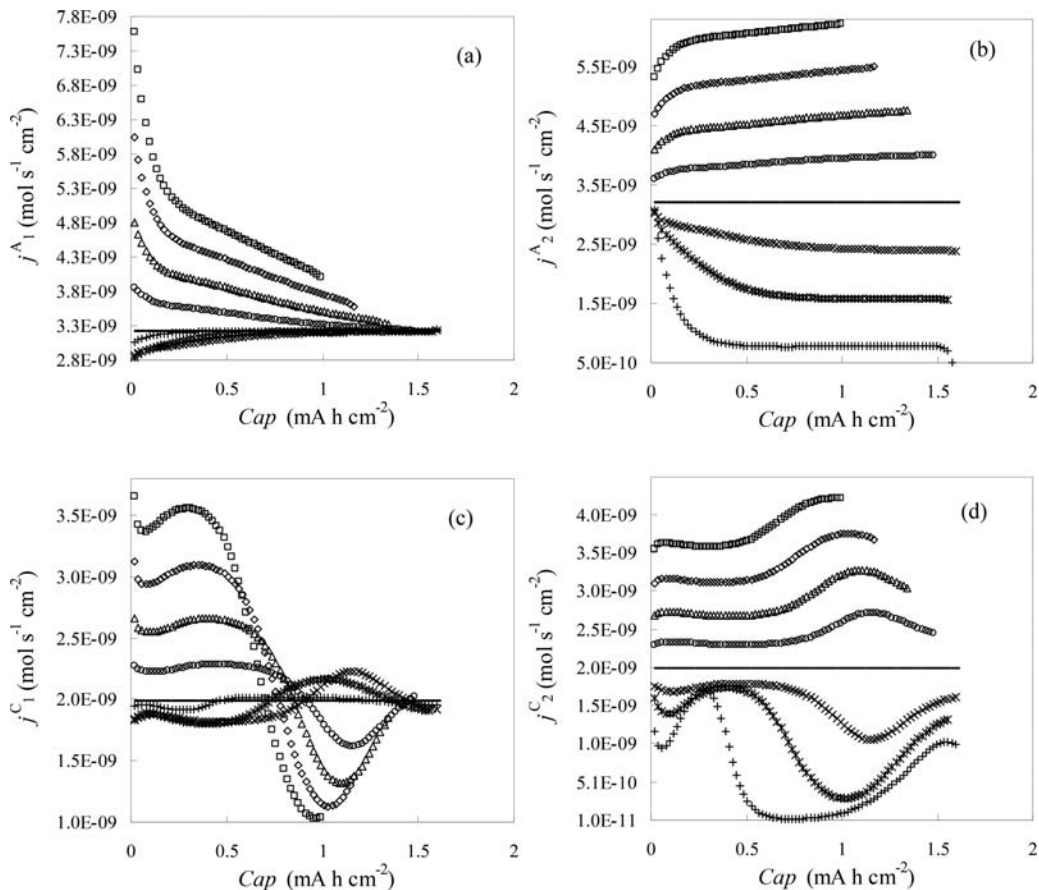 7.8E-09
7.3E-09
6.8E-09
6.3E-09
5.8E-09
5.3E-09
4.8E-09
4.3E-09
3.8E-09
3.3E-09
2.8E-09
j^A_1 (mol s^-1 cm^-2)
(a)
0 0.5 1 1.5 2
Cap (mA h cm^-2)
5.5E-09
4.5E-09
3.5E-09
2.5E-09
1.5E-09
5.0E-10
j^A_2 (mol s^-1 cm^-2)
(b)
0 0.5 1 1.5 2
Cap (mA h cm^-2)
3.5E-09
3.0E-09
2.5E-09
2.0E-09
1.5E-09
1.0E-09
j^C_1 (mol s^-1 cm^-2)
(c)
0 0.5 1 1.5 2
Cap (mA h cm^-2)
4.0E-09
3.5E-09
3.0E-09
2.5E-09
2.0E-09
1.5E-09
1.0E-09
5.1E-10
1.0E-11
j^C_2 (mol s^-1 cm^-2)
(d)
0 0.5 1 1.5 2
Cap (mA h cm^-2)